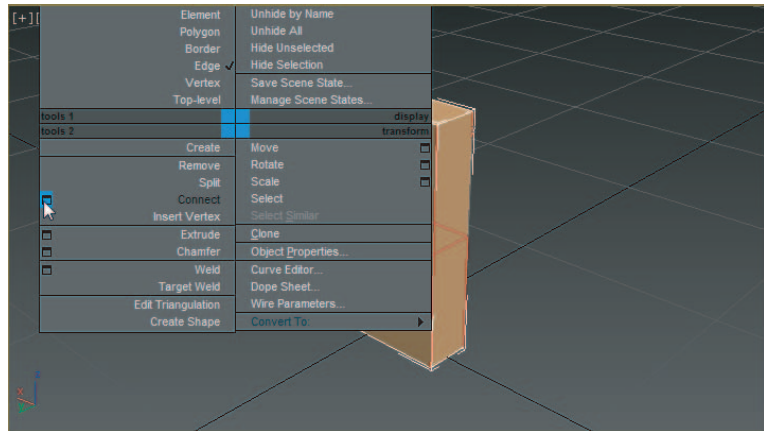 [+][
Element
Polygon
Border
Edge
Vertex
Top-level
tools 1
tools 2
Create
Remove
Split
Connect
Insert Vertex
Extrude
Chamfer
Weld
Target Weld
Edit Triangulation
Create Shape
Unhide by Name
Unhide All
Hide Unselected
Hide Selection
Save Scene State...
Manage Scene States...
display
transform
Move
Rotate
Scale
Select
Select Similar
Clone
Object Properties...
Curve Editor...
Dope Sheet...
Wire Parameters...
Convert To:
x
z